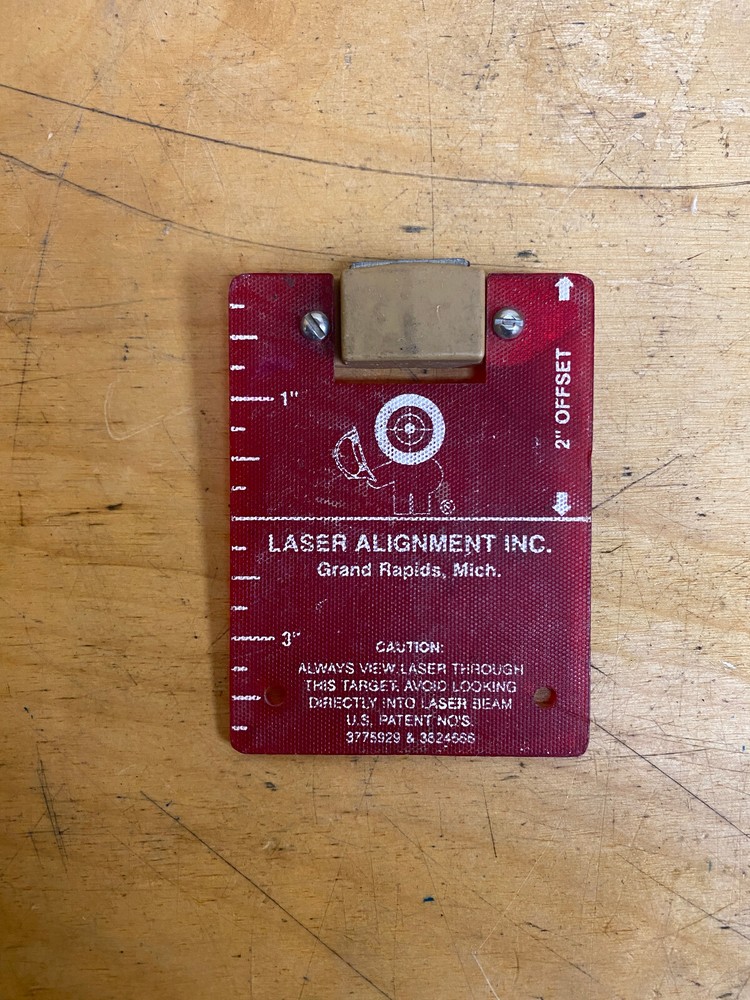 1"
2" OFFSET
®
LASER ALIGNMENT INC.
Grand Rapids, Mich.
3"
CAUTION:
ALWAYS VIEW LASER THROUGH
THIS TARGET. AVOID LOOKING
DIRECTLY INTO LASER BEAM
U.S. PATENT NO'S.
3775929 & 3824666